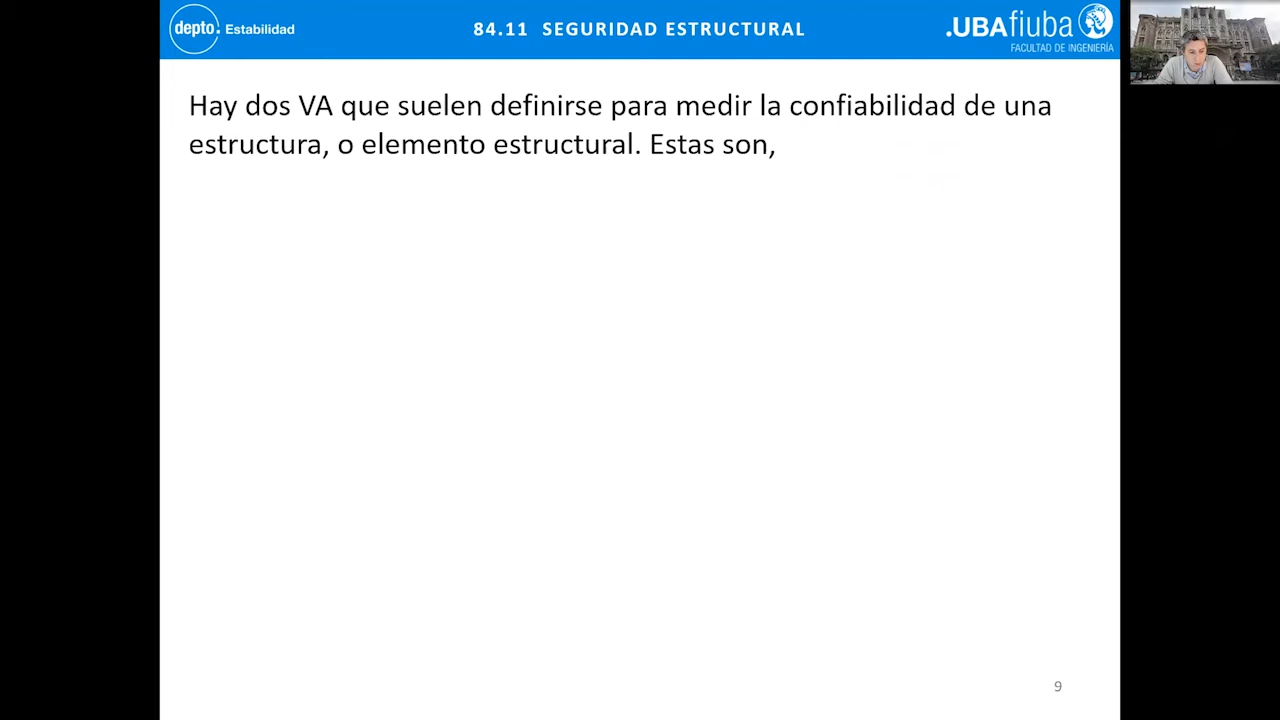 depto. Estabilidad
84.11 SEGURIDAD ESTRUCTURAL
.UBAfiuba
FACULTAD DE INGENIERÍA
Hay dos VA que suelen definirse para medir la confiabilidad de una
estructura, o elemento estructural. Estas son,
9